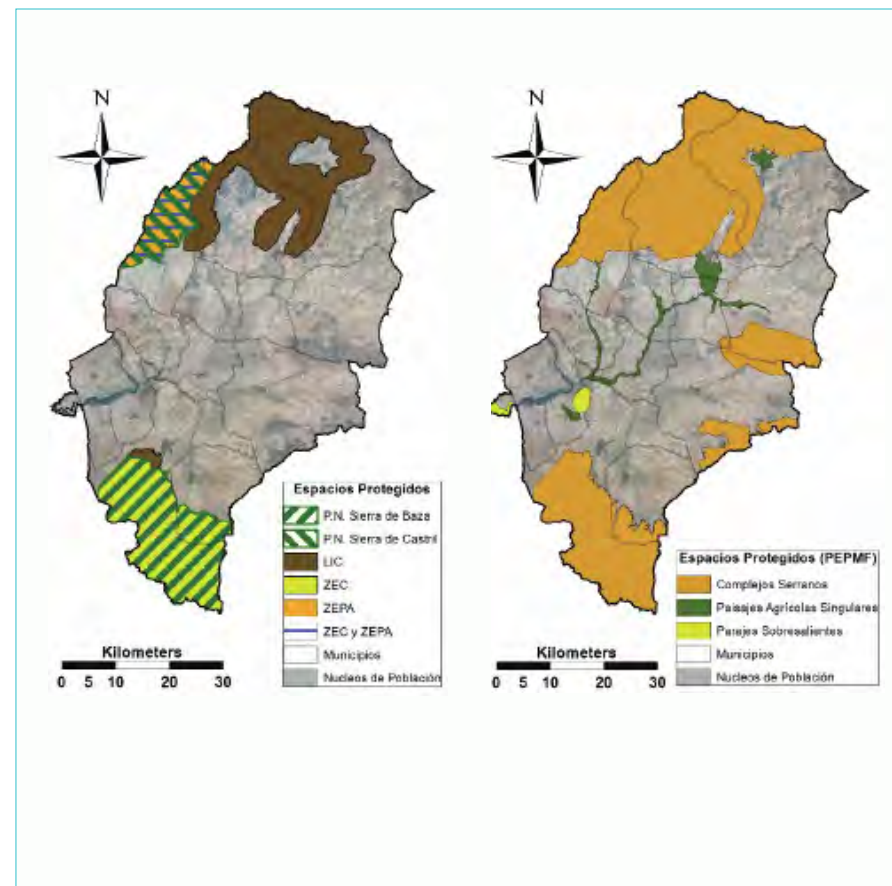 N
Espacios Protegidos
P.N. Sierra de Baza
P.N. Sierra de Castril
LIC
ZEC
ZEPA
ZEC y ZEPA
Municipios
Nucleos de Población
Kilometers
0 5 10 20 30
N
Espacios Protegidos (PEPMF)
Complejos Serranos
Paisajes Agrícolas Singulares
Parajes Sobresalientes
Municipios
Nucleos de Población
Kilometers
0 5 10 20 30